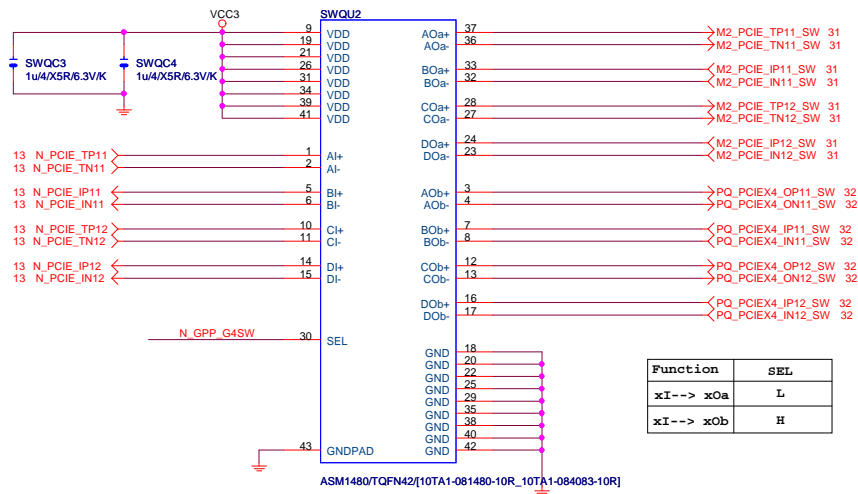 VCC3
SWQU2
SWQC3
1u/4/X5R/6.3V/K
SWQC4
1u/4/X5R/6.3V/K
9 VDD
19 VDD
21 VDD
26 VDD
31 VDD
34 VDD
39 VDD
41 VDD
13 N_PCIE_TP11 1 AI+
13 N_PCIE_TN11 2 AI-
13 N_PCIE_IP11 5 BI+
13 N_PCIE_IN11 6 BI-
13 N_PCIE_TP12 10 CI+
13 N_PCIE_TN12 11 CI-
13 N_PCIE_IP12 14 DI+
13 N_PCIE_IN12 15 DI-
N_GPP_G4SW 30 SEL
43 GNDPAD
AOa+ 37 M2_PCIE_TP11_SW 31
AOa- 36 M2_PCIE_TN11_SW 31
BOa+ 33 M2_PCIE_IP11_SW 31
BOa- 32 M2_PCIE_IN11_SW 31
COa+ 28 M2_PCIE_TP12_SW 31
COa- 27 M2_PCIE_TN12_SW 31
DOa+ 24 M2_PCIE_IP12_SW 31
DOa- 23 M2_PCIE_IN12_SW 31
AOb+ 3 PQ_PCIEX4_OP11_SW 32
AOb- 4 PQ_PCIEX4_ON11_SW 32
BOb+ 7 PQ_PCIEX4_IP11_SW 32
BOb- 8 PQ_PCIEX4_IN11_SW 32
COb+ 12 PQ_PCIEX4_OP12_SW 32
COb- 13 PQ_PCIEX4_ON12_SW 32
DOb+ 16 PQ_PCIEX4_IP12_SW 32
DOb- 17 PQ_PCIEX4_IN12_SW 32
GND 18
GND 20
GND 22
GND 25
GND 29
GND 35
GND 38
GND 40
GND 42
ASM1480/TQFN42/[10TA1-081480-10R_10TA1-084083-10R]
Function SEL
xI--> xOa L
xI--> xOb H